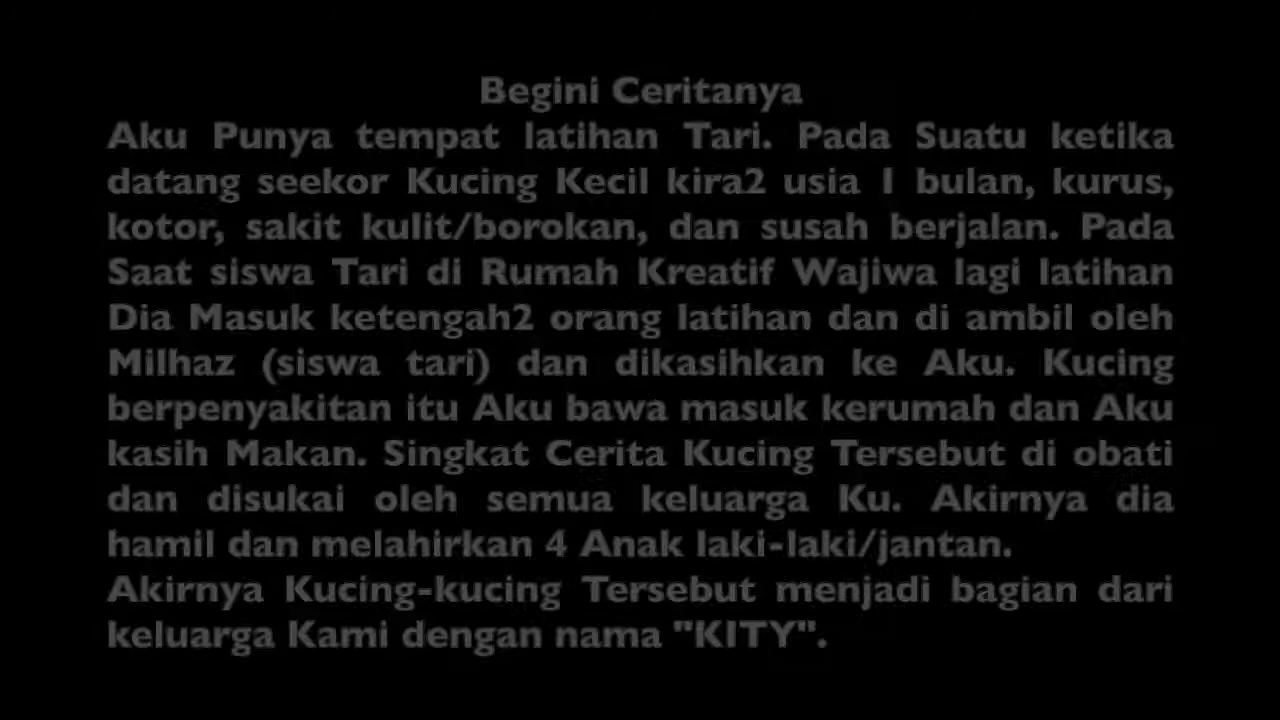 Begini Ceritanya
Aku Punya tempat latihan Tari. Pada Suatu ketika
datang seekor Kucing Kecil kira2 usia 1 bulan, kurus,
kotor, sakit kulit/borokan, dan susah berjalan. Pada
Saat siswa Tari di Rumah Kreatif Wajiwa lagi latihan
Dia Masuk ketengah2 orang latihan dan di ambil oleh
Milhaz (siswa tari) dan dikasihkan ke Aku. Kucing
berpenyakitan itu Aku bawa masuk kerumah dan Aku
kasih Makan. Singkat Cerita Kucing Tersebut di obati
dan disukai oleh semua keluarga Ku. Akirnya dia
hamil dan melahirkan 4 Anak laki-laki/jantan.
Akirnya Kucing-kucing Tersebut menjadi bagian dari
keluarga Kami dengan nama "KITY".